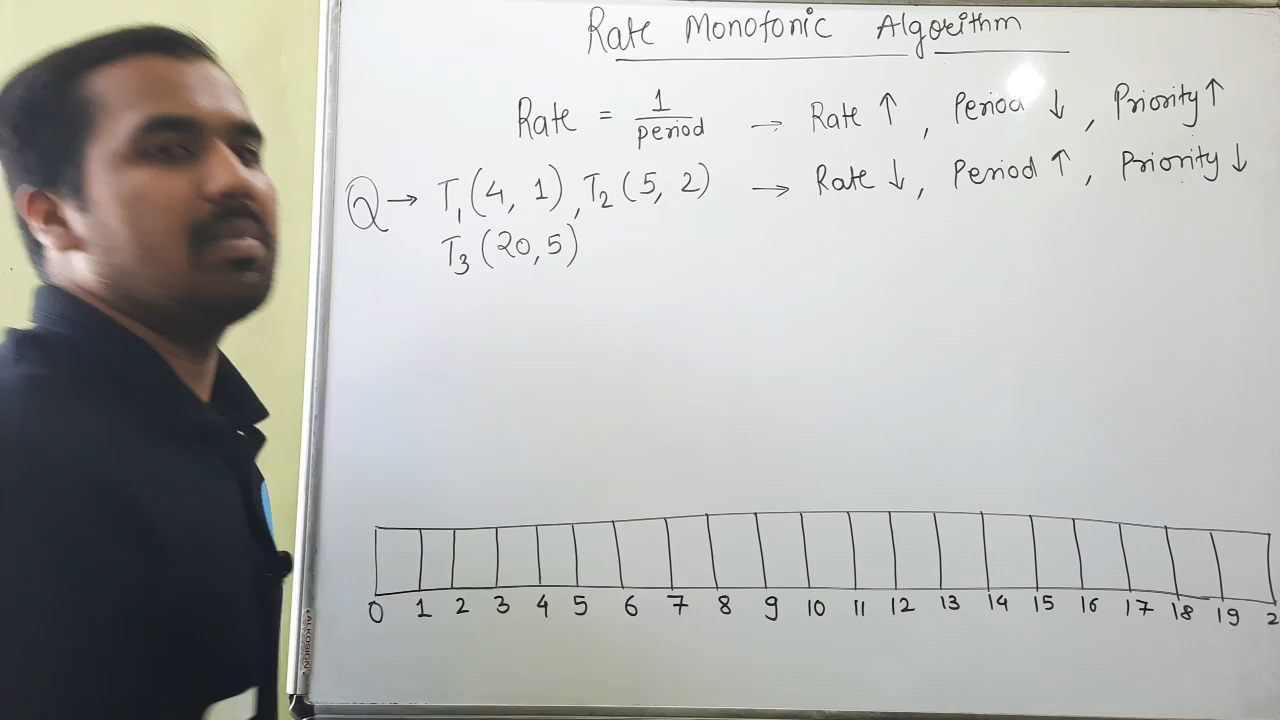 Rate Monotonic Algorithm
Rate = 1/period → Rate ↑, Period ↓, Priority ↑
Q → T1 (4, 1), T2 (5, 2) → Rate ↓, Period ↑, Priority ↓
T3 (20, 5)
0 1 2 3 4 5 6 7 8 9 10 11 12 13 14 15 16 17 18 19 2
ALKOSIGN